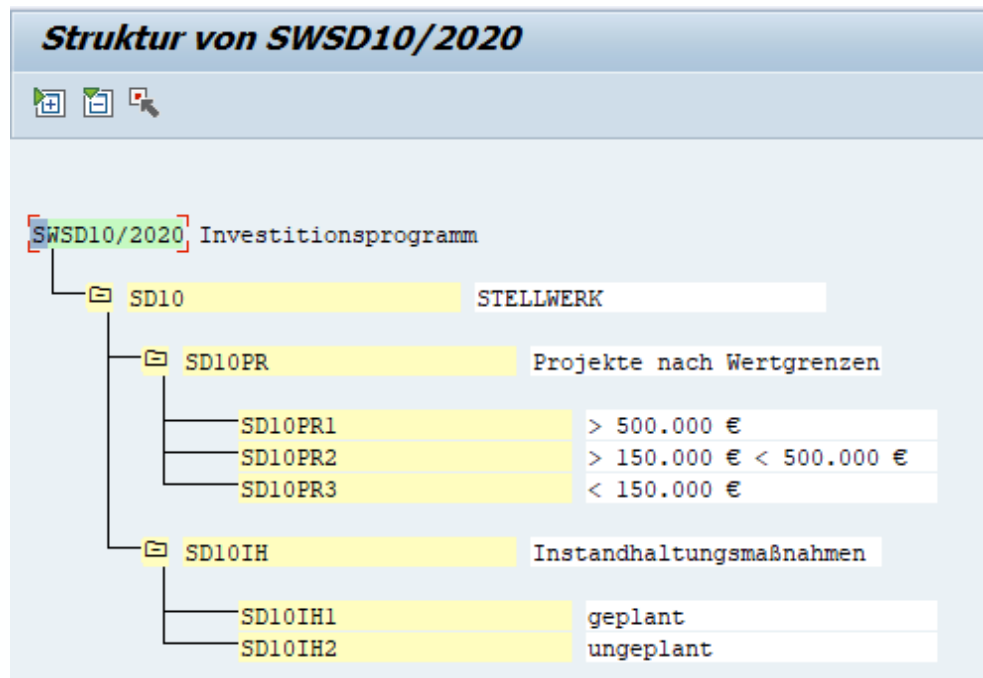 Struktur von SWSD10/2020
SWSD10/2020 Investitionsprogramm
SD10 STELLWERK
SD10PR Projekte nach Wertgrenzen
SD10PR1 > 500.000 €
SD10PR2 > 150.000 € < 500.000 €
SD10PR3 < 150.000 €
SD10IH Instandhaltungsmaßnahmen
SD10IH1 geplant
SD10IH2 ungeplant